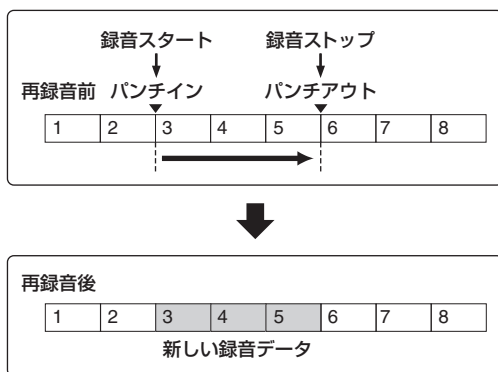 録音スタート 録音ストップ
再録音前 パンチイン パンチアウト
1 2 3 4 5 6 7 8
再録音後
1 2 3 4 5 6 7 8
新しい録音データ